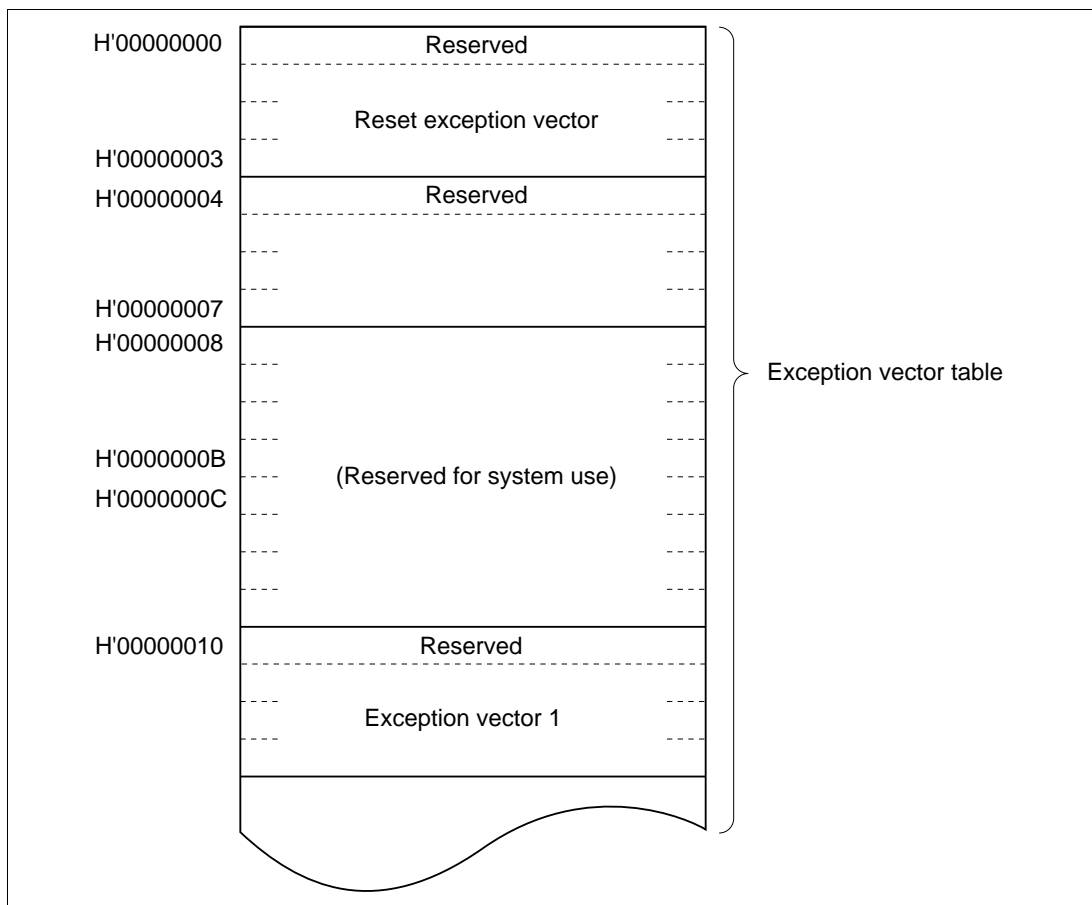 H'00000000
Reserved
Reset exception vector
H'00000003
H'00000004
Reserved
H'00000007
H'00000008
Exception vector table
H'0000000B
(Reserved for system use)
H'0000000C
H'00000010
Reserved
Exception vector 1